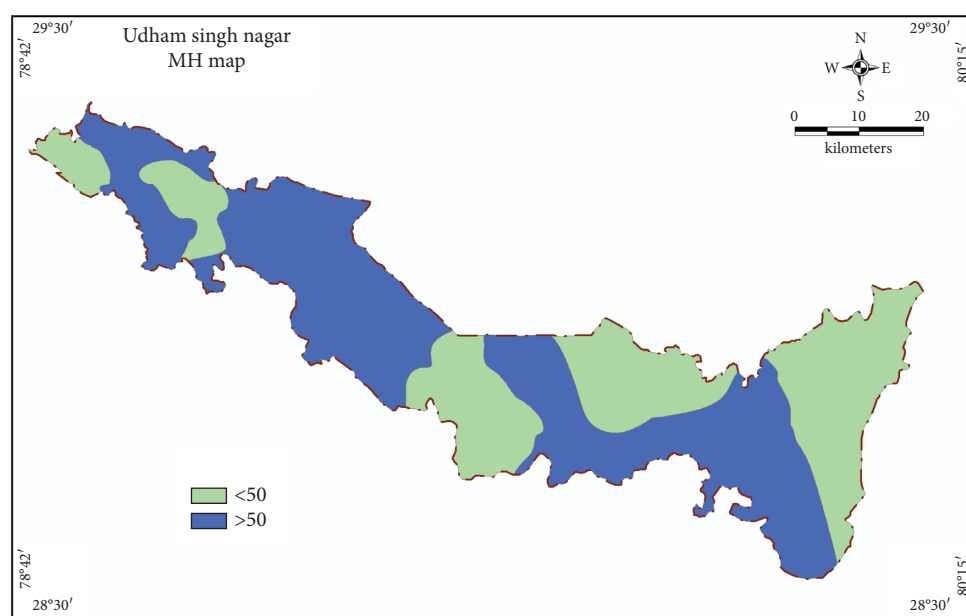 29°30′
29°30′
78°42′
80°15′
Udham singh nagar
MH map
N
W
E
S
0
10
20
kilometers
<50
>50
78°42′
80°15′
28°30′
28°30′